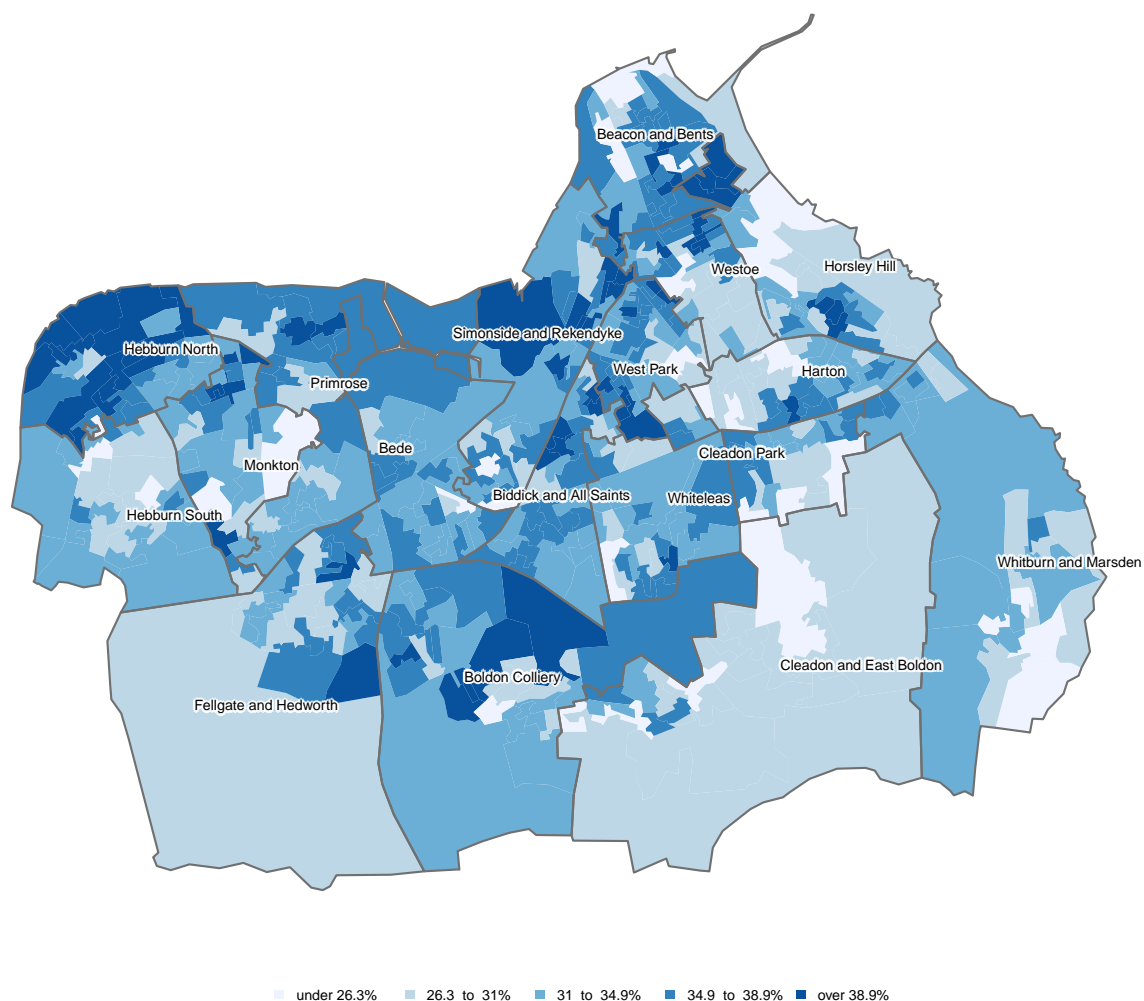 Beacon and Bents
Westoe
Horsley Hill
Simonside and Rekendyke
Hebburn North
West Park
Harton
Primrose
Bede
Cleadon Park
Monkton
Biddick and All Saints
Whiteleas
Hebburn South
Whitburn and Marsden
Cleadon and East Boldon
Boldon Colliery
Fellgate and Hedworth
under 26.3% 26.3 to 31% 31 to 34.9% 34.9 to 38.9% over 38.9%